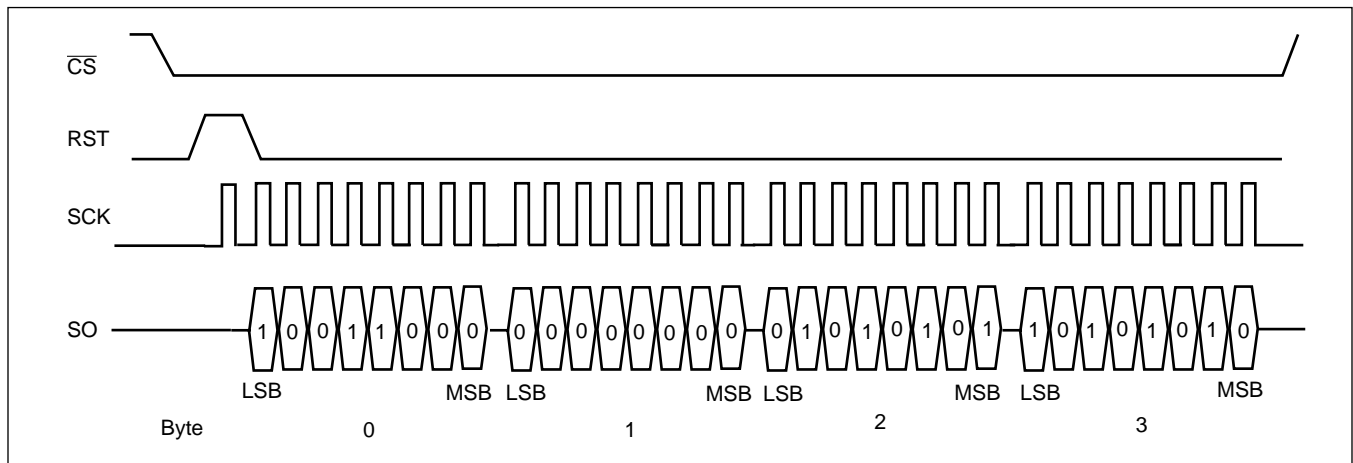 CS
RST
SCK
SO 1 0 0 1 1 0 0 0 0 0 0 0 0 0 0 0 0 1 0 1 0 1 0 1 1 0 1 0 1 0 1 0
LSB MSB LSB MSB LSB MSB LSB MSB
Byte 0 1 2 3